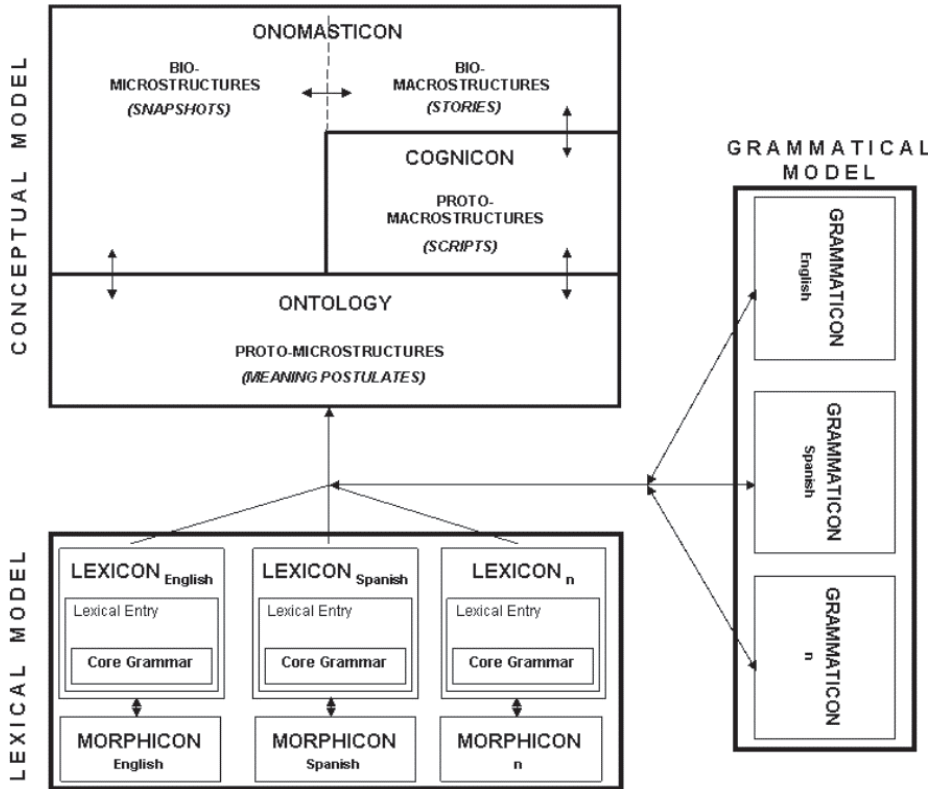 CONCEPTUAL MODEL
ONOMASTICON
BIO-
MICROSTRUCTURES
(SNAPSHOTS)
BIO-
MACROSTRUCTURES
(STORIES)
COGNICON
PROTO-
MACROSTRUCTURES
(SCRIPTS)
ONTOLOGY
PROTO-MICROSTRUCTURES
(MEANING POSTULATES)
GRAMMATICAL
MODEL
GRAMMATICON
English
GRAMMATICON
Spanish
GRAMMATICON
n
LEXICAL MODEL
LEXICON English
Lexical Entry
Core Grammar
MORPHICON
English
LEXICON Spanish
Lexical Entry
Core Grammar
MORPHICON
Spanish
LEXICON n
Lexical Entry
Core Grammar
MORPHICON
n